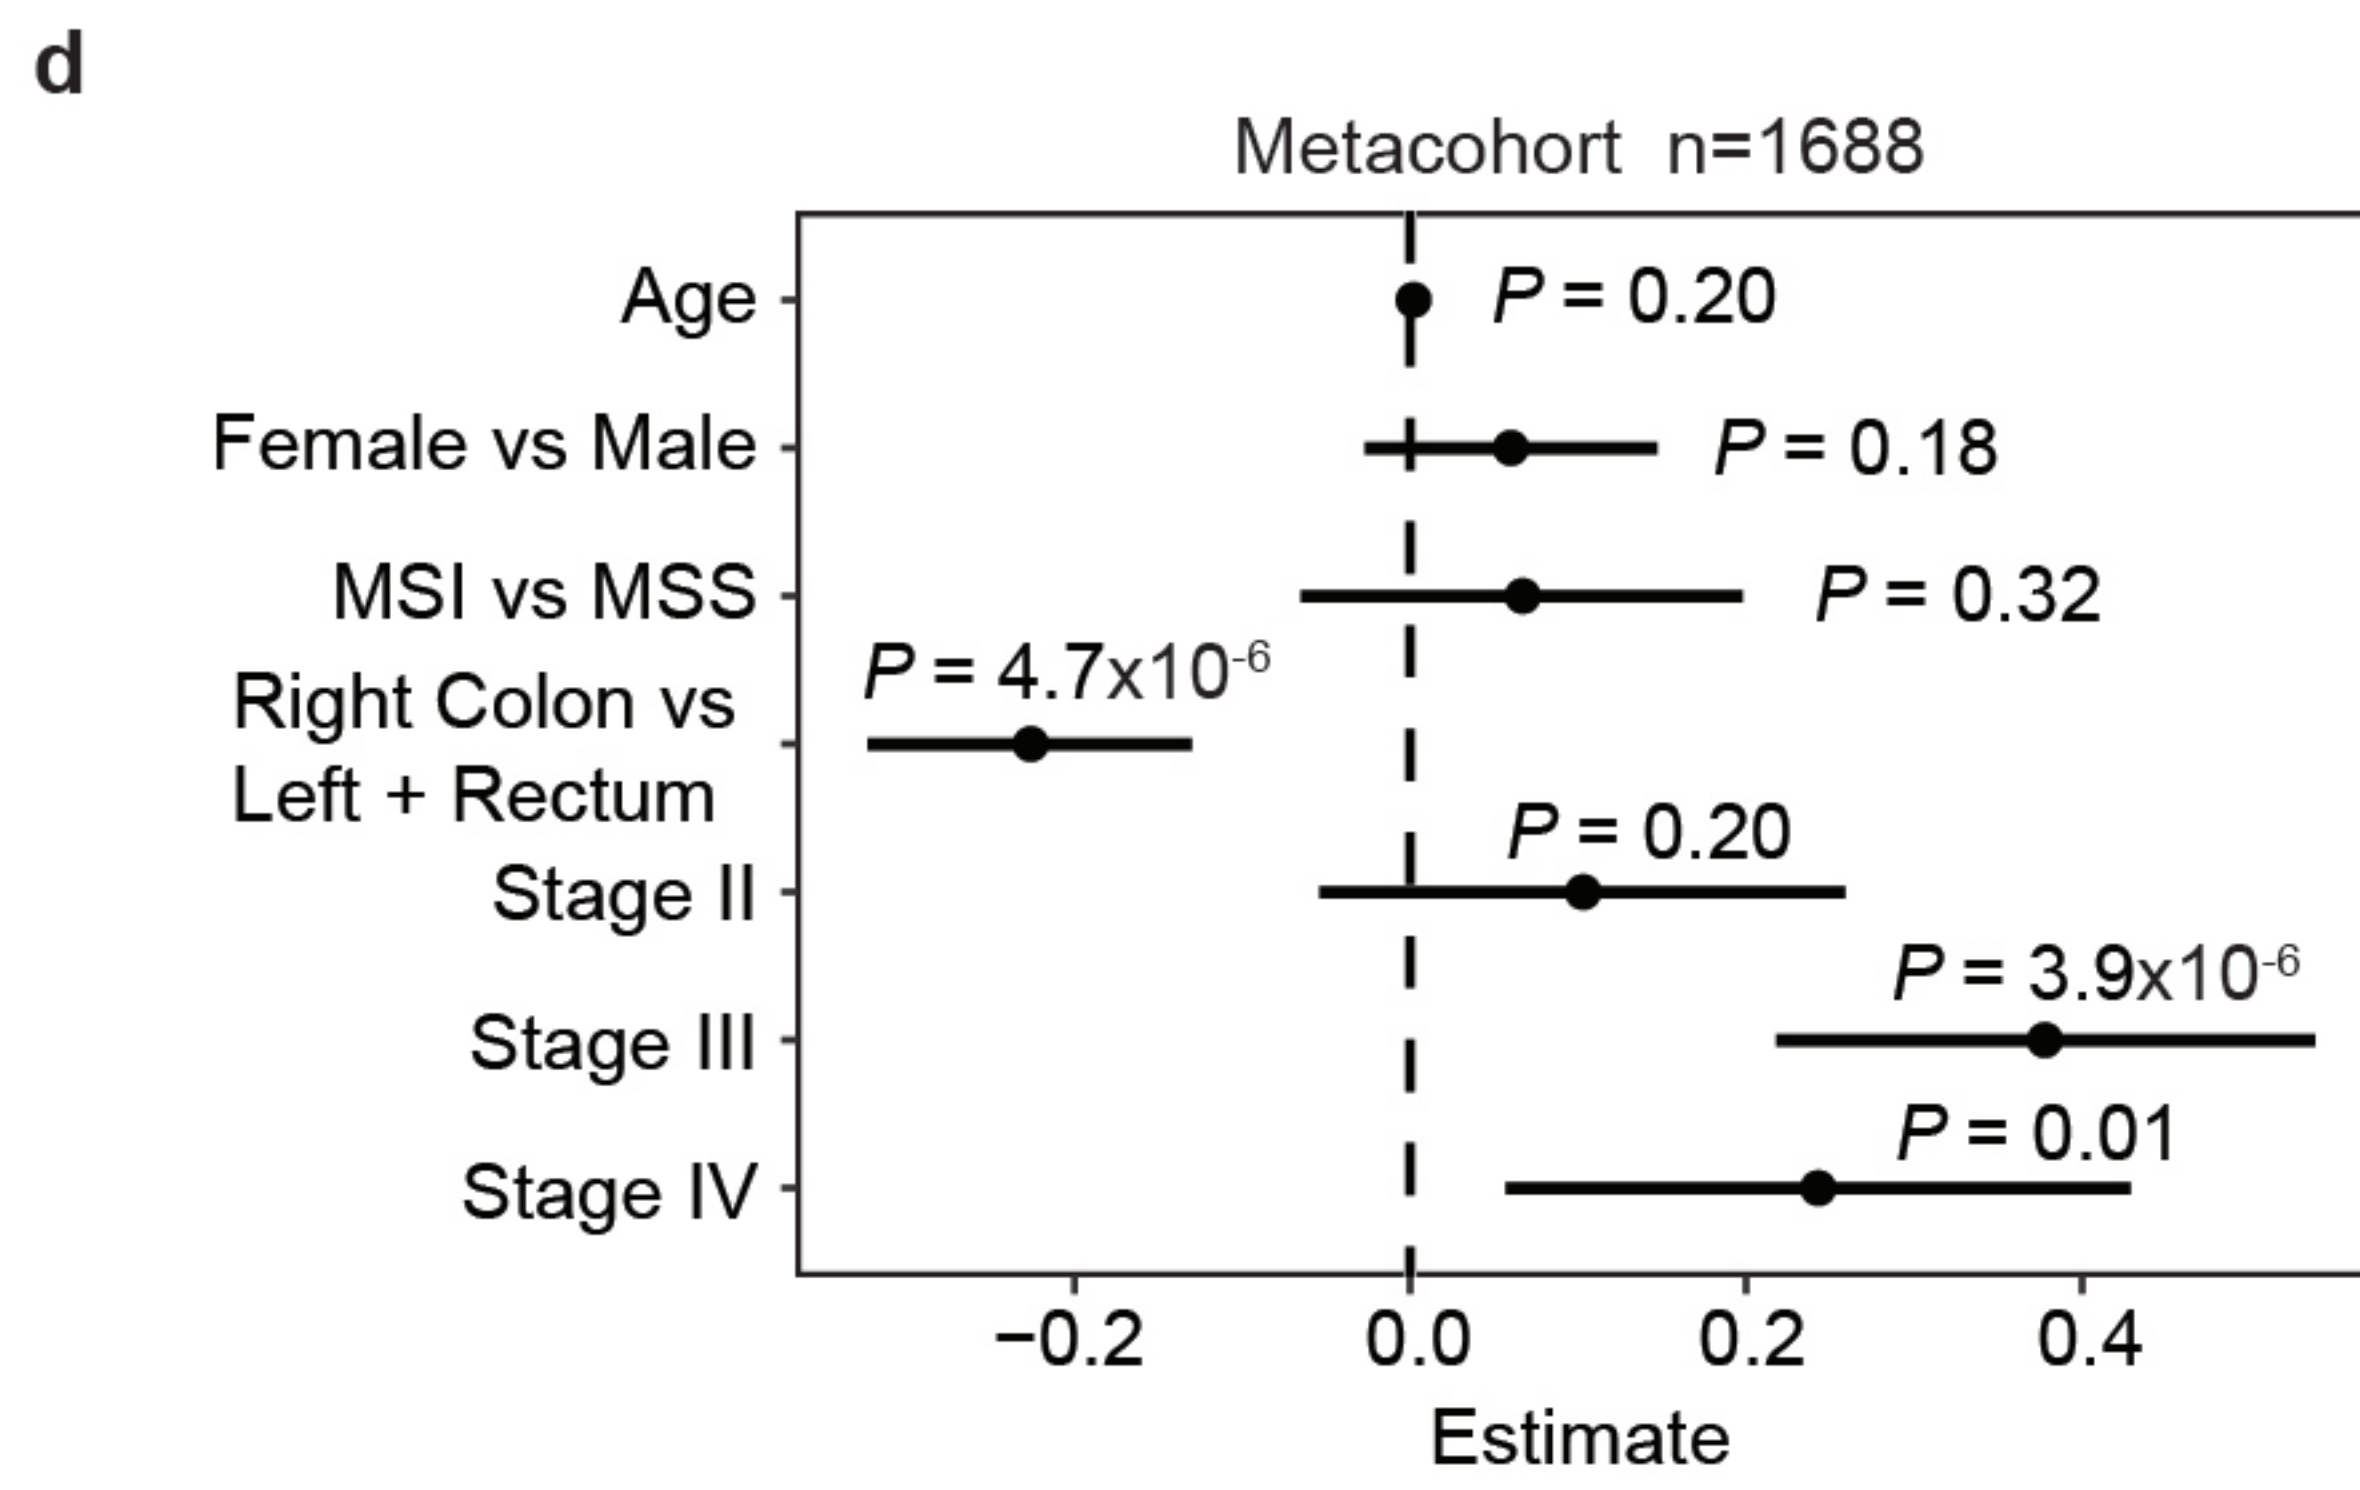 d
Metacohort n=1688
Age
P = 0.20
Female vs Male
P = 0.18
MSI vs MSS
P = 0.32
Right Colon vs
Left + Rectum
P = 4.7x10⁻⁶
Stage II
P = 0.20
Stage III
P = 3.9x10⁻⁶
Stage IV
P = 0.01
−0.2 0.0 0.2 0.4
Estimate